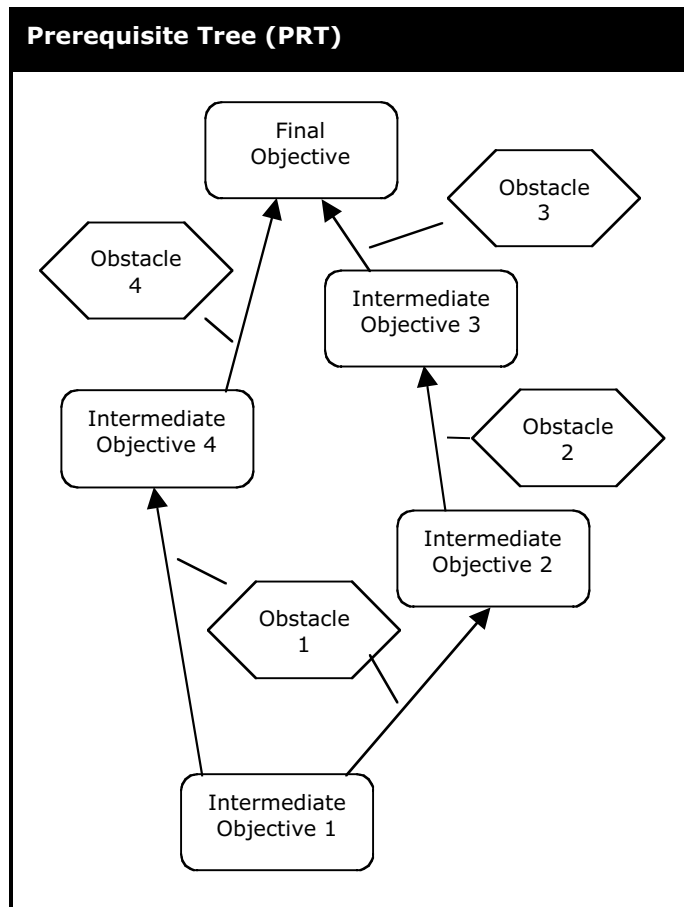 Prerequisite Tree (PRT)
Final
Objective
Obstacle
3
Obstacle
4
Intermediate
Objective 3
Intermediate
Objective 4
Obstacle
2
Intermediate
Objective 2
Obstacle
1
Intermediate
Objective 1